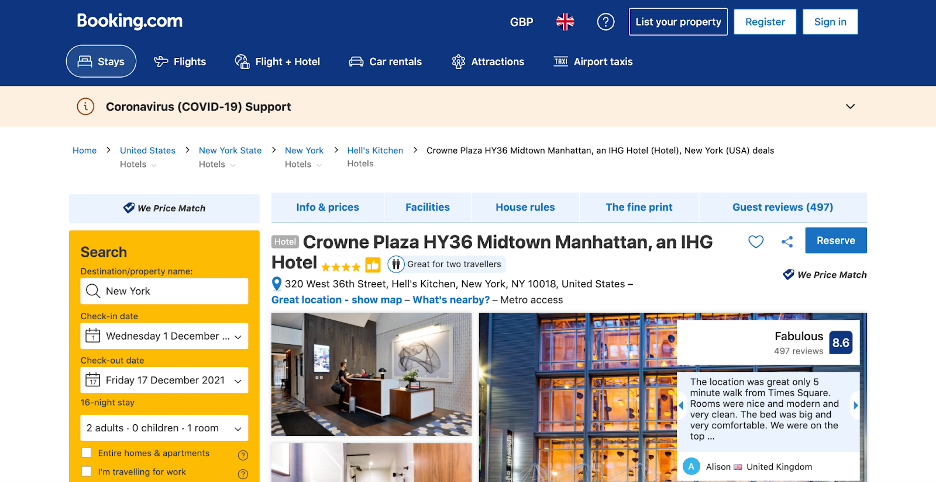 Booking.com
GBP
List your property
Register
Sign in
Stays
Flights
Flight + Hotel
Car rentals
Attractions
TAXI
Airport taxis
Coronavirus (COVID-19) Support
Home
United States
New York State
New York
Hell's Kitchen
Crowne Plaza HY36 Midtown Manhattan, an IHG Hotel (Hotel), New York (USA) deals
Hotels
Hotels
Hotels
Hotels
We Price Match
Info & prices
Facilities
House rules
The fine print
Guest reviews (497)
Search
Destination/property name:
New York
Check-in date
1
Wednesday 1 December ...
Check-out date
17
Friday 17 December 2021
16-night stay
2 adults · 0 children · 1 room
Entire homes & apartments
?
I'm travelling for work
?
Hotel
Crowne Plaza HY36 Midtown Manhattan, an IHG
Hotel
Great for two travellers
Reserve
We Price Match
320 West 36th Street, Hell's Kitchen, New York, NY 10018, United States –
Great location - show map – What's nearby? – Metro access
Fabulous
497 reviews
8.6
The location was great only 5
minute walk from Times Square.
Rooms were nice and modern and
very clean. The bed was big and
very comfortable. We were on the
top ...
A
Alison
United Kingdom